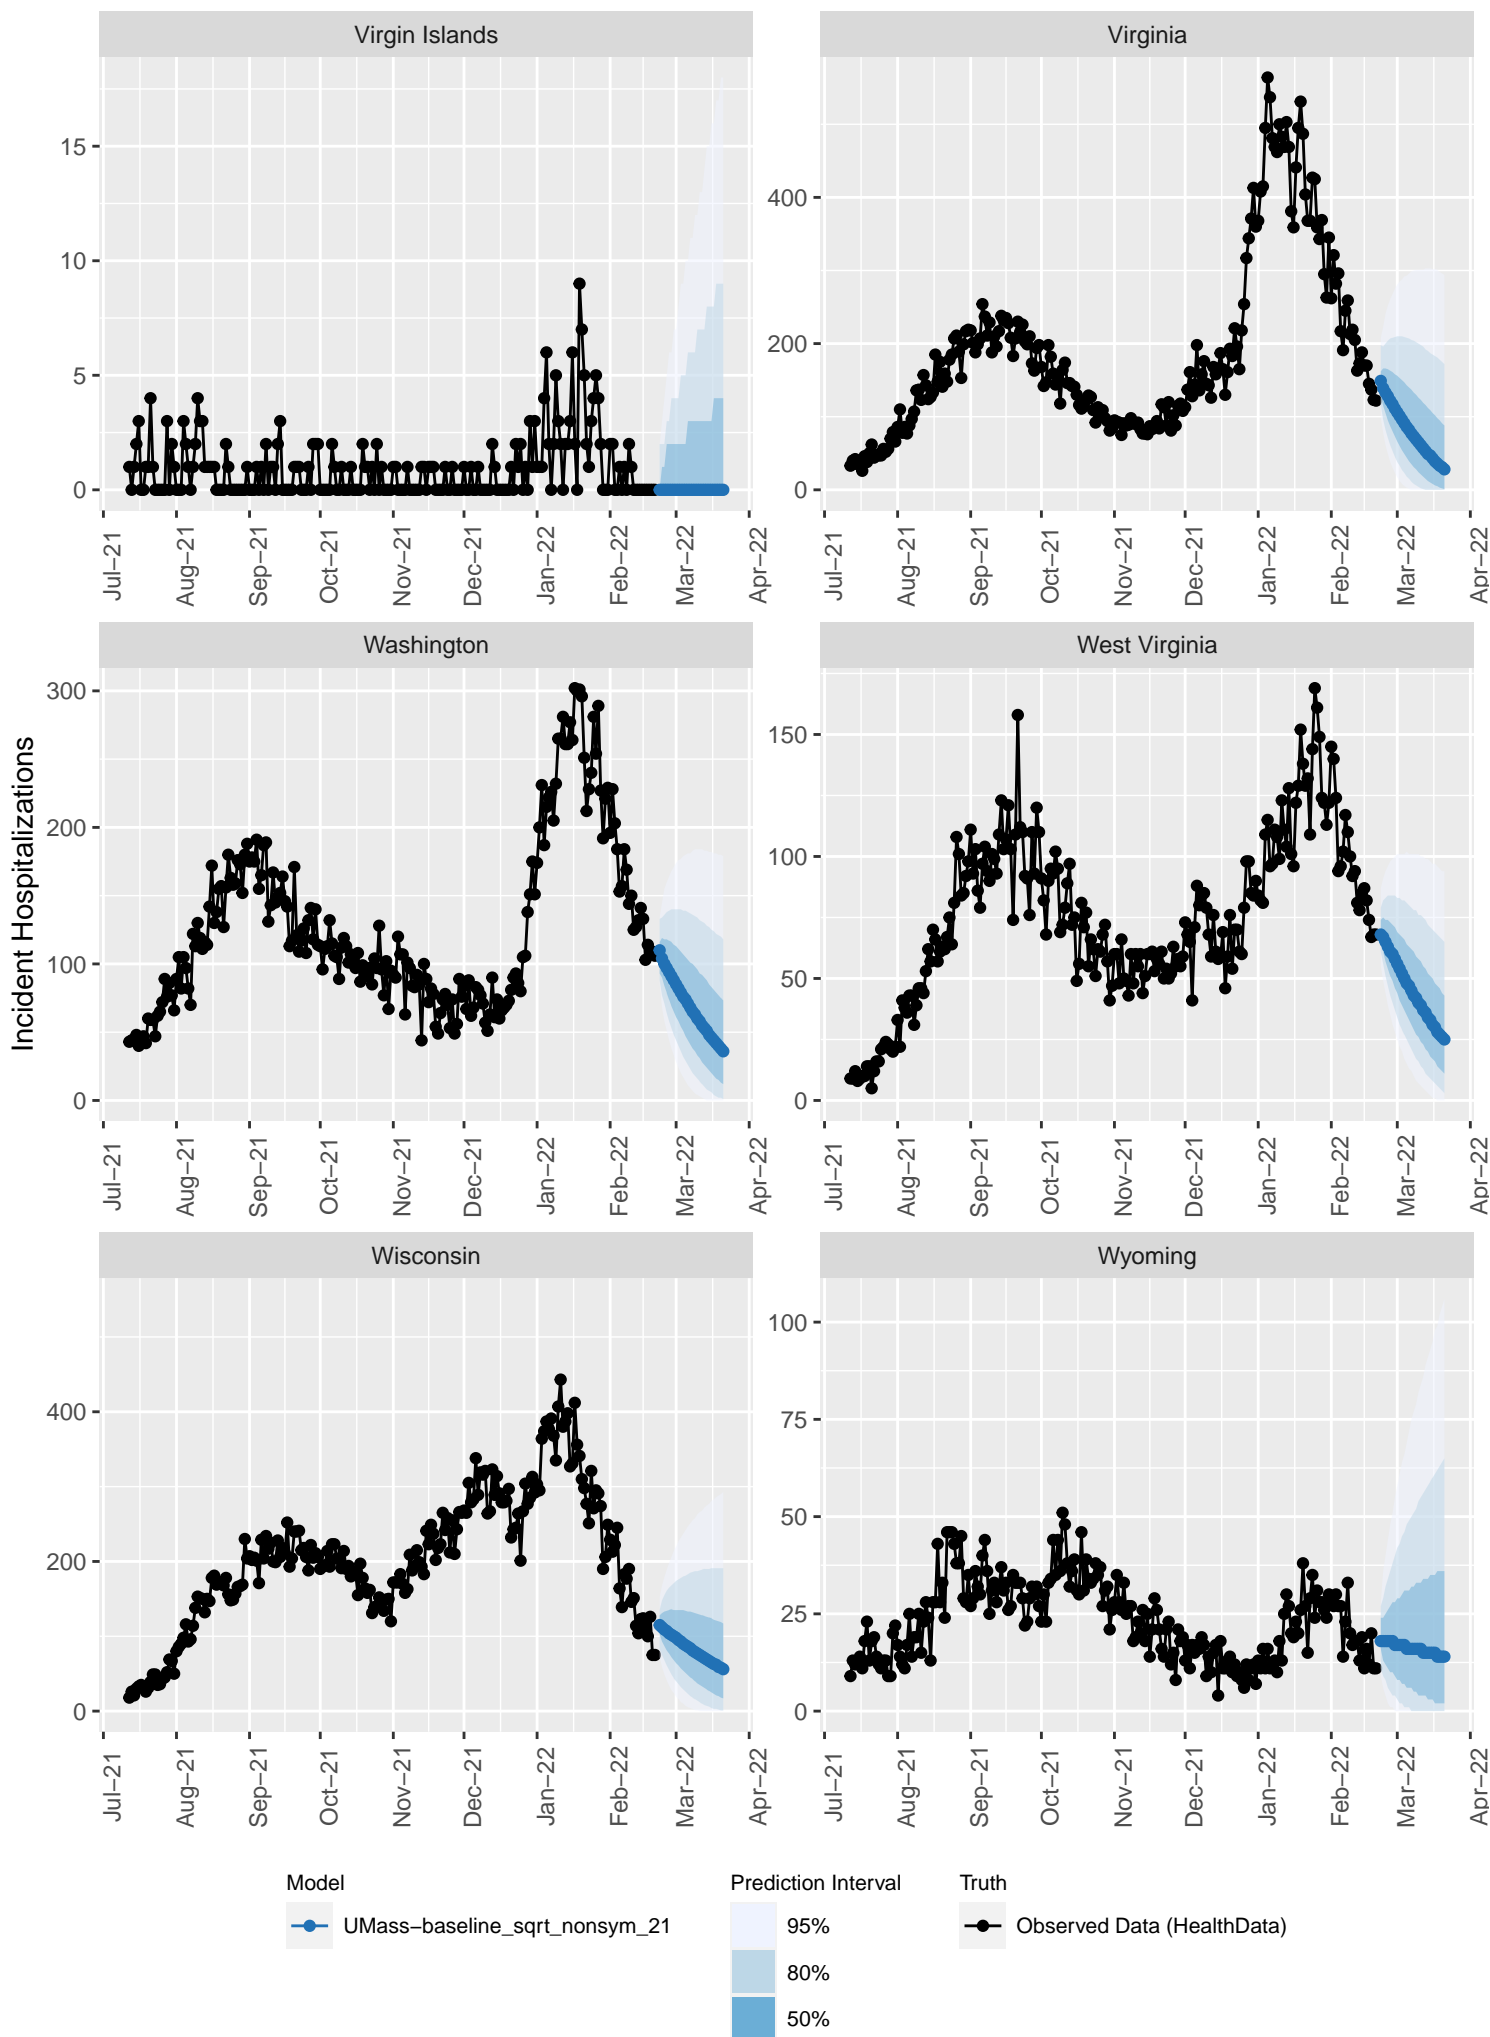 Virgin Islands
Virginia
15
10
5
0
400
200
0
Jul−21
Aug−21
Sep−21
Oct−21
Nov−21
Dec−21
Jan−22
Feb−22
Mar−22
Apr−22
Jul−21
Aug−21
Sep−21
Oct−21
Nov−21
Dec−21
Jan−22
Feb−22
Mar−22
Apr−22
Incident Hospitalizations
Washington
West Virginia
300
200
100
0
150
100
50
0
Jul−21
Aug−21
Sep−21
Oct−21
Nov−21
Dec−21
Jan−22
Feb−22
Mar−22
Apr−22
Jul−21
Aug−21
Sep−21
Oct−21
Nov−21
Dec−21
Jan−22
Feb−22
Mar−22
Apr−22
Wisconsin
Wyoming
400
200
0
100
75
50
25
0
Jul−21
Aug−21
Sep−21
Oct−21
Nov−21
Dec−21
Jan−22
Feb−22
Mar−22
Apr−22
Jul−21
Aug−21
Sep−21
Oct−21
Nov−21
Dec−21
Jan−22
Feb−22
Mar−22
Apr−22
Model
UMass−baseline_sqrt_nonsym_21
Prediction Interval
95%
80%
50%
Truth
Observed Data (HealthData)